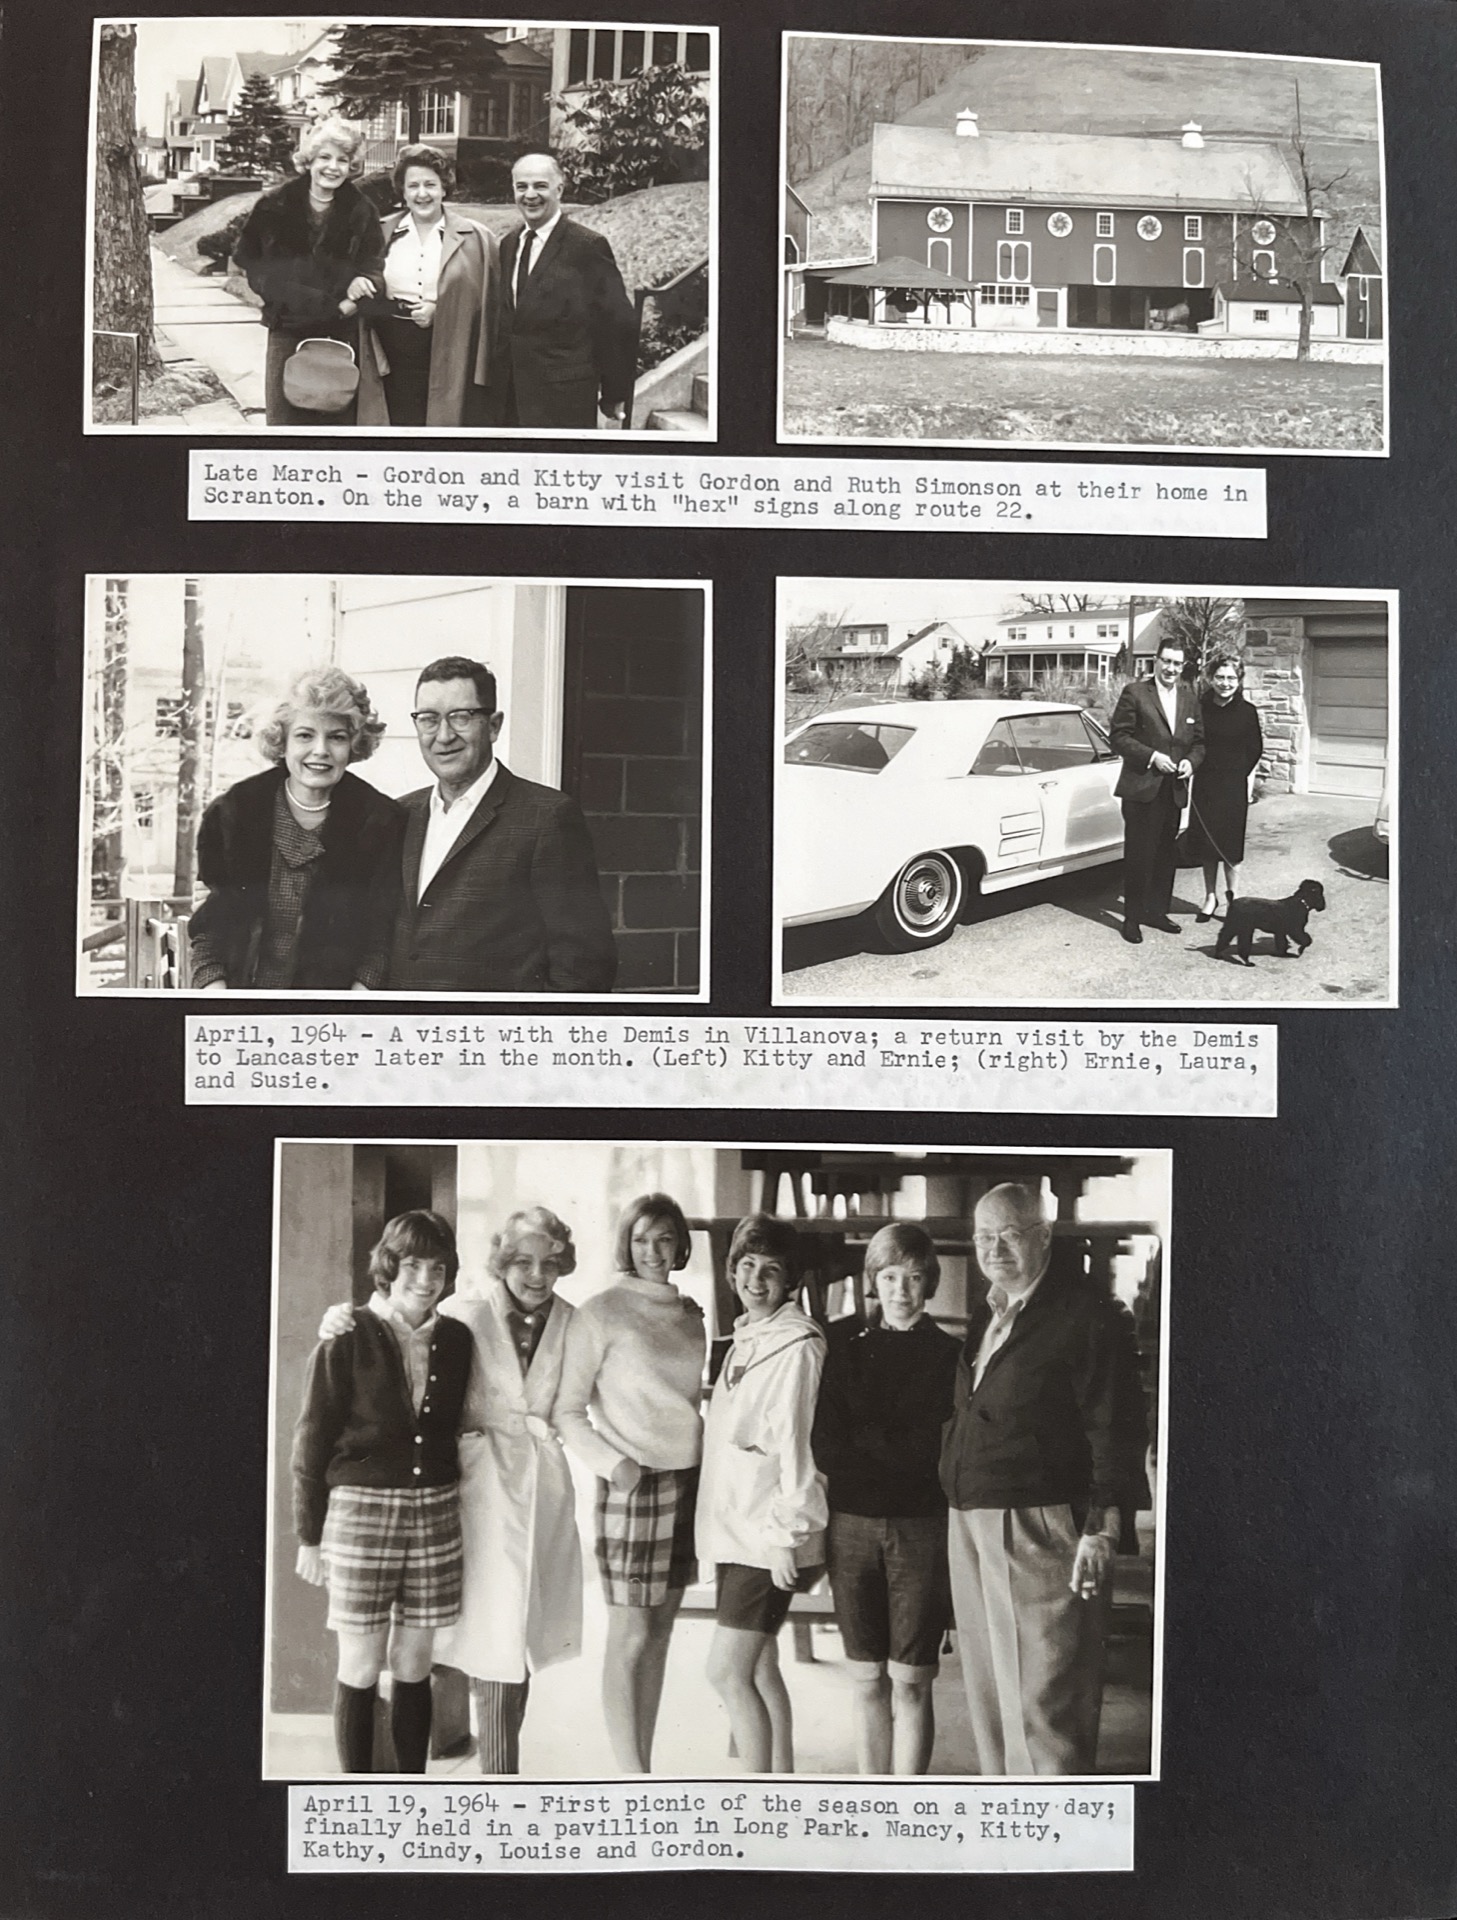 Late March - Gordon and Kitty visit Gordon and Ruth Simonson at their home in
Scranton. On the way, a barn with "hex" signs along route 22.
April, 1964 - A visit with the Demis in Villanova; a return visit by the Demis
to Lancaster later in the month. (Left) Kitty and Ernie; (right) Ernie, Laura,
and Susie.
April 19, 1964 - First picnic of the season on a rainy day;
finally held in a pavillion in Long Park. Nancy, Kitty,
Kathy, Cindy, Louise and Gordon.